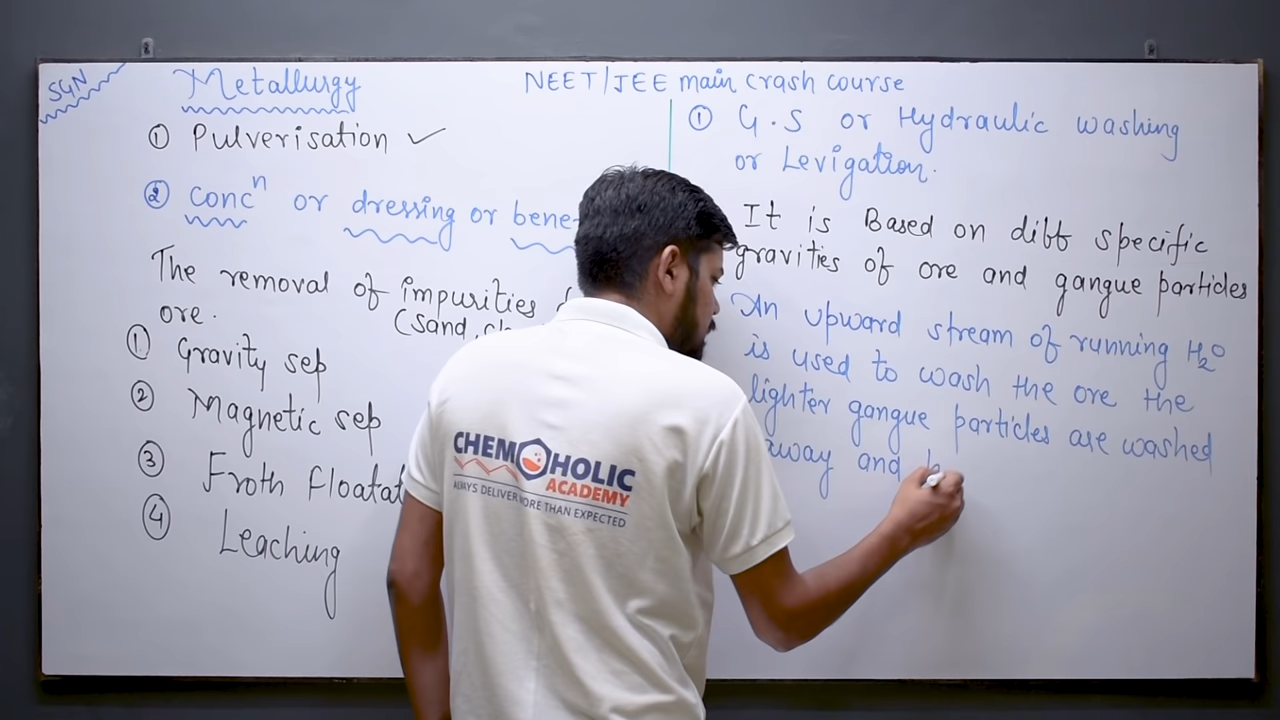 SGN
Metallurgy
NEET/JEE main crash course
① Pulverisation ✓
② concⁿ or dressing or bene
The removal of impurities
ore.
(Sand,
① Gravity sep
② Magnetic sep
③ Froth Floatat
④ Leaching
① G.S or Hydraulic washing
or Levigation.
It is Based on diff specific
gravities of ore and gangue particles
An upward stream of running H₂O
is used to wash the ore the
lighter gangue particles are washed
away and
CHEMOHOLIC
ACADEMY
ALWAYS DELIVER MORE THAN EXPECTED